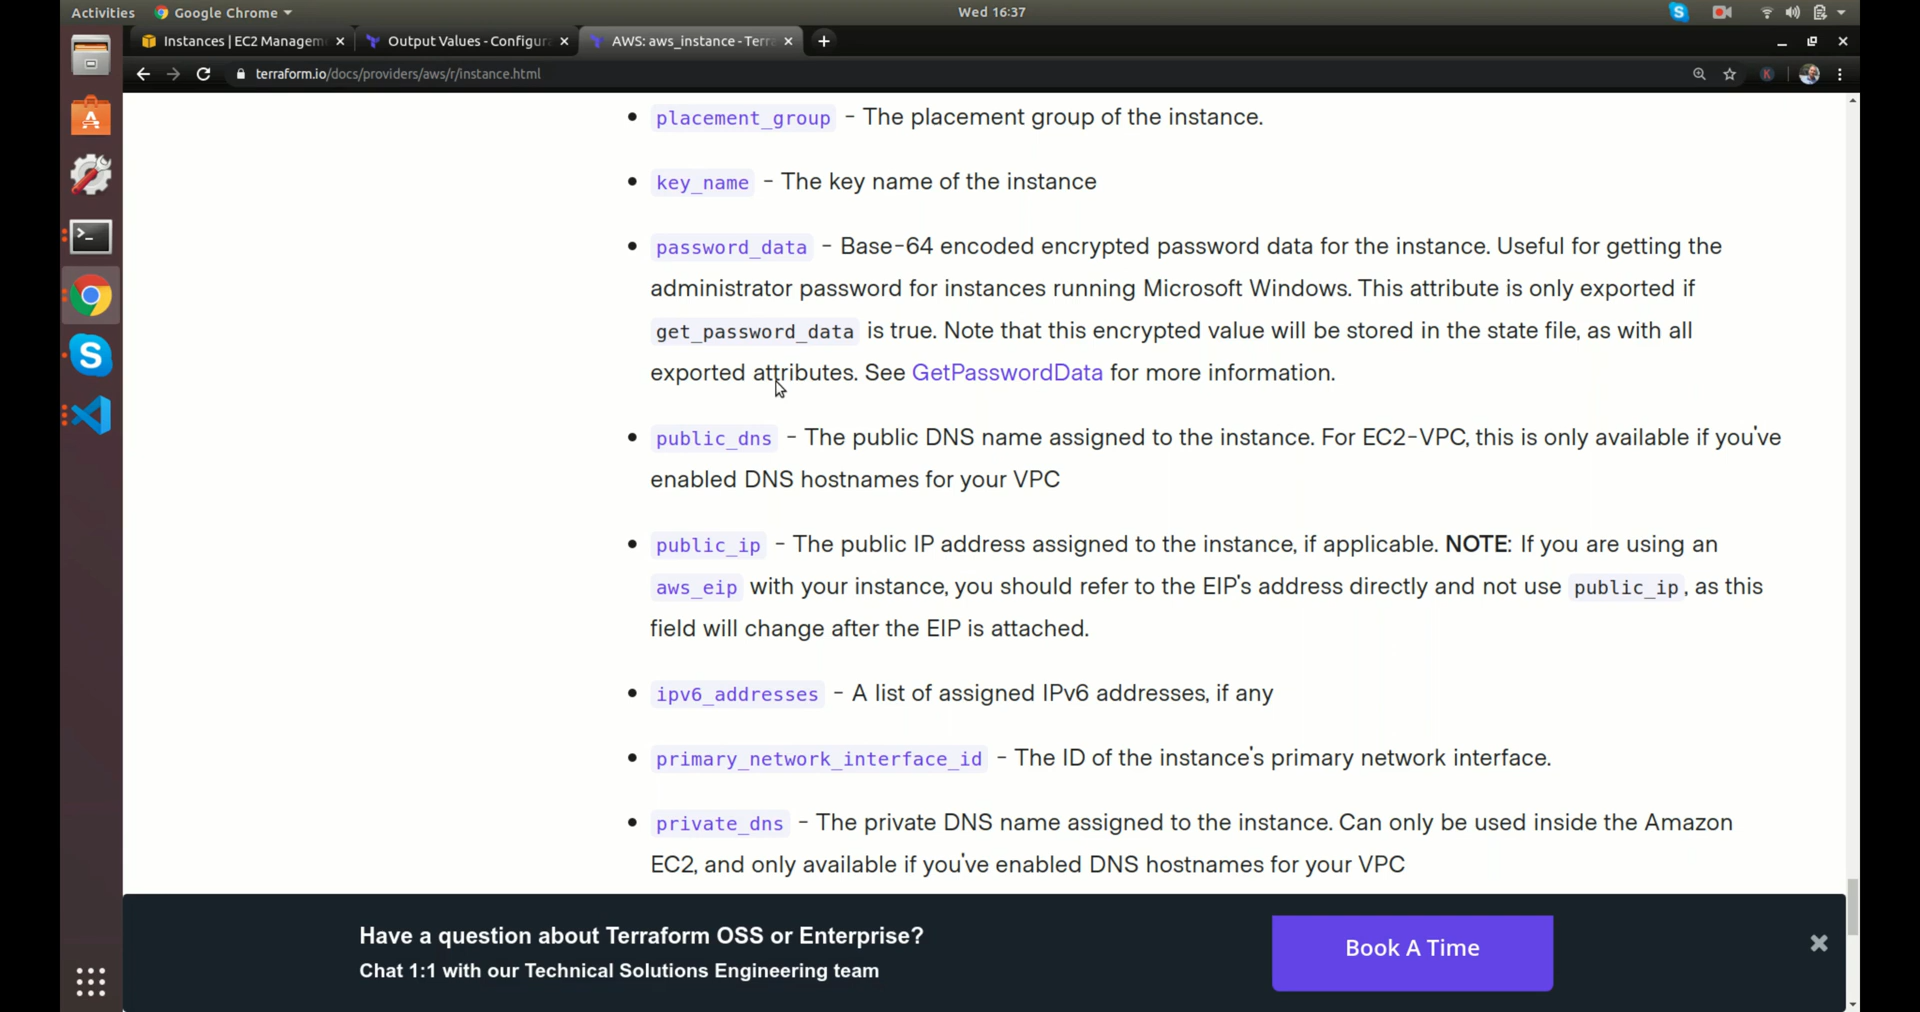 Activities
Google Chrome
Wed 16:37
Instances | EC2 Managem
Output Values - Configura
AWS: aws_instance - Terra
terraform.io/docs/providers/aws/r/instance.html
K
placement_group - The placement group of the instance.
key_name - The key name of the instance
password_data - Base-64 encoded encrypted password data for the instance. Useful for getting the
administrator password for instances running Microsoft Windows. This attribute is only exported if
get_password_data is true. Note that this encrypted value will be stored in the state file, as with all
exported attributes. See GetPasswordData for more information.
public_dns - The public DNS name assigned to the instance. For EC2-VPC, this is only available if you've
enabled DNS hostnames for your VPC
public_ip - The public IP address assigned to the instance, if applicable. NOTE: If you are using an
aws_eip with your instance, you should refer to the EIP's address directly and not use public_ip, as this
field will change after the EIP is attached.
ipv6_addresses - A list of assigned IPv6 addresses, if any
primary_network_interface_id - The ID of the instance's primary network interface.
private_dns - The private DNS name assigned to the instance. Can only be used inside the Amazon
EC2, and only available if you've enabled DNS hostnames for your VPC
Have a question about Terraform OSS or Enterprise?
Chat 1:1 with our Technical Solutions Engineering team
Book A Time